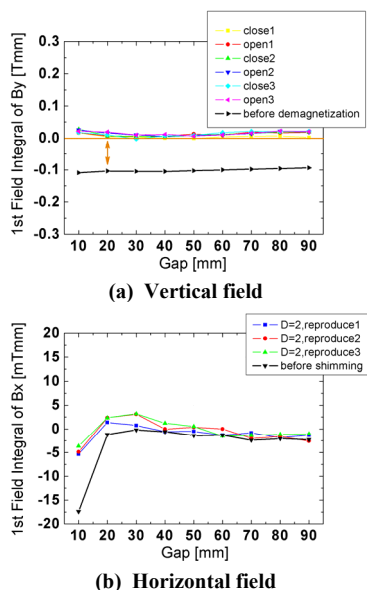 close1
open1
close2
open2
close3
open3
before demagnetization
1st Field Integral of By [Tmm]
0.3
0.2
0.1
0.0
-0.1
-0.2
-0.3
10 20 30 40 50 60 70 80 90
Gap [mm]
(a) Vertical field
D=2,reproduce1
D=2,reproduce2
D=2,reproduce3
before shimming
1st Field Integral of Bx [mTmm]
20
15
10
5
0
-5
-10
-15
-20
10 20 30 40 50 60 70 80 90
Gap [mm]
(b) Horizontal field